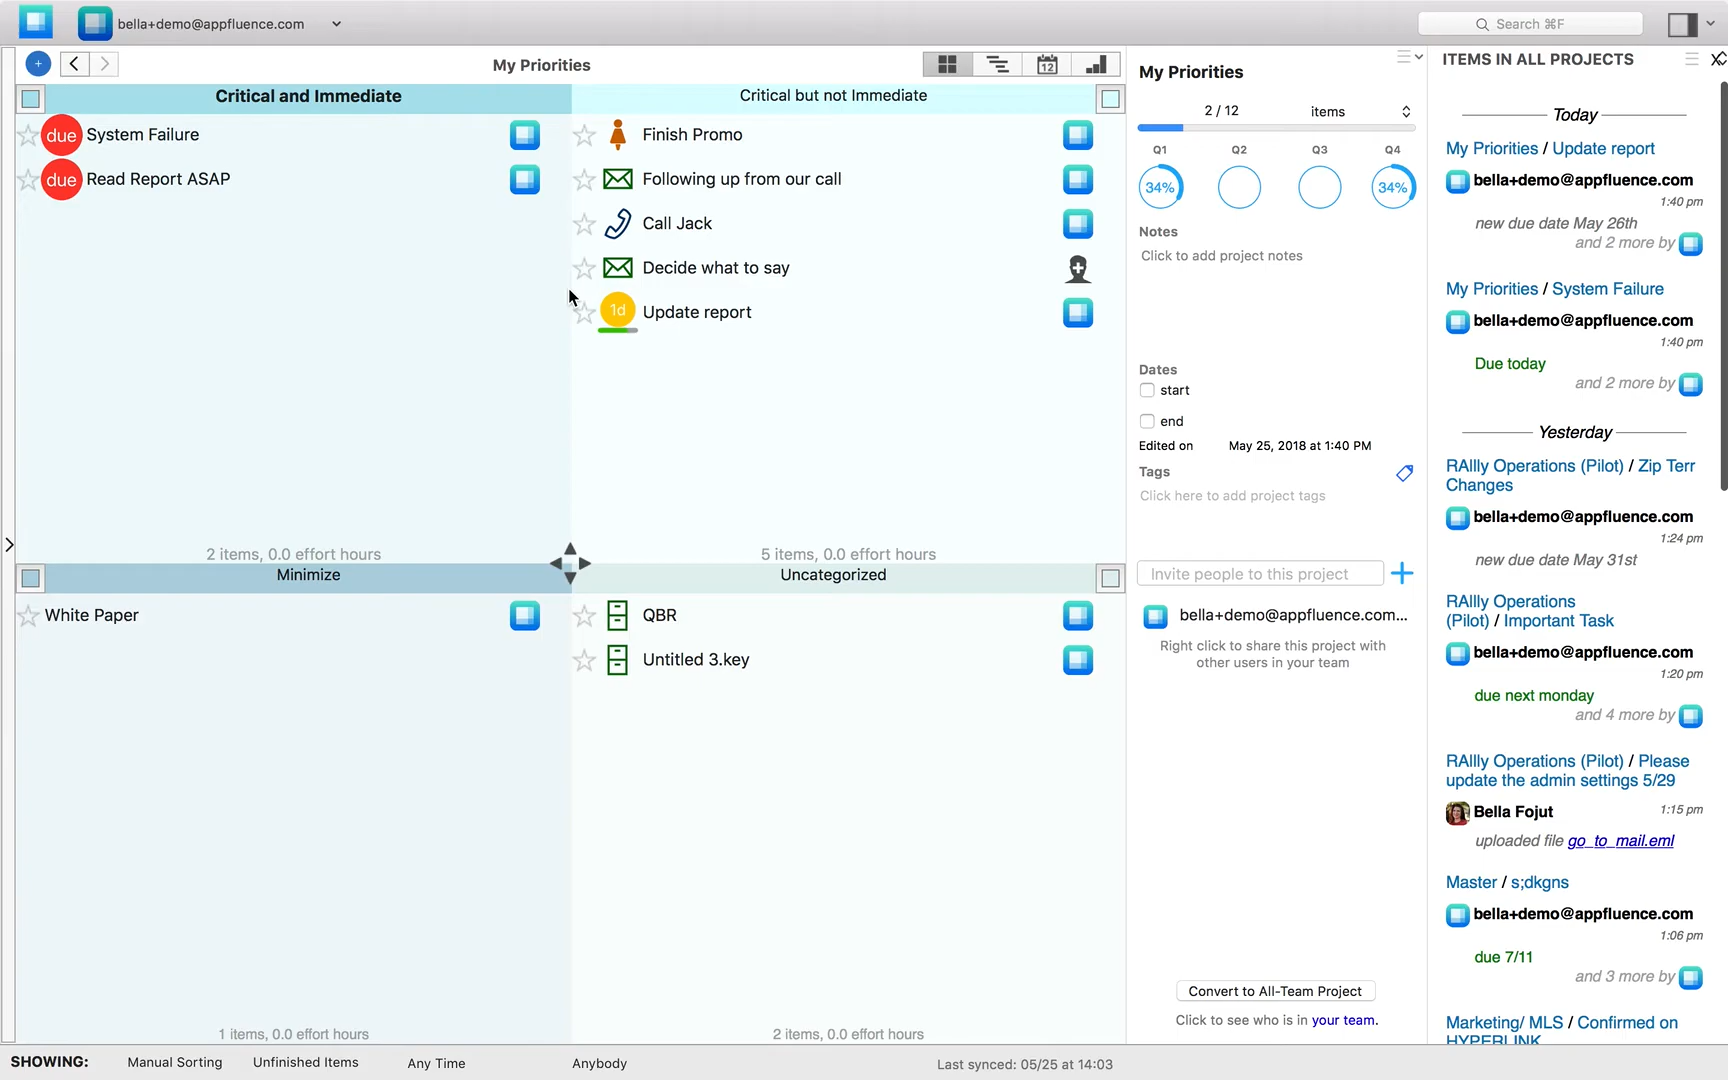 bella+demo@appfluence.com
Search ⌘F
My Priorities
12
Critical and Immediate
due System Failure
due Read Report ASAP
2 items, 0.0 effort hours
Critical but not Immediate
Finish Promo
Following up from our call
Call Jack
Decide what to say
1d Update report
5 items, 0.0 effort hours
Minimize
White Paper
1 items, 0.0 effort hours
Uncategorized
QBR
Untitled 3.key
2 items, 0.0 effort hours
My Priorities
2 / 12 items
Q1 Q2 Q3 Q4
34% 34%
Notes
Click to add project notes
Dates
start
end
Edited on May 25, 2018 at 1:40 PM
Tags
Click here to add project tags
Invite people to this project
bella+demo@appfluence.com...
Right click to share this project with
other users in your team
Convert to All-Team Project
Click to see who is in your team.
ITEMS IN ALL PROJECTS
Today
My Priorities / Update report
bella+demo@appfluence.com
1:40 pm
new due date May 26th
and 2 more by
My Priorities / System Failure
bella+demo@appfluence.com
1:40 pm
Due today
and 2 more by
Yesterday
RAllly Operations (Pilot) / Zip Terr
Changes
bella+demo@appfluence.com
1:24 pm
new due date May 31st
RAllly Operations
(Pilot) / Important Task
bella+demo@appfluence.com
1:20 pm
due next monday
and 4 more by
RAllly Operations (Pilot) / Please
update the admin settings 5/29
Bella Fojut 1:15 pm
uploaded file go_to_mail.eml
Master / s;dkgns
bella+demo@appfluence.com
1:06 pm
due 7/11
and 3 more by
Marketing/ MLS / Confirmed on
HYPERLINK
SHOWING: Manual Sorting Unfinished Items Any Time Anybody Last synced: 05/25 at 14:03